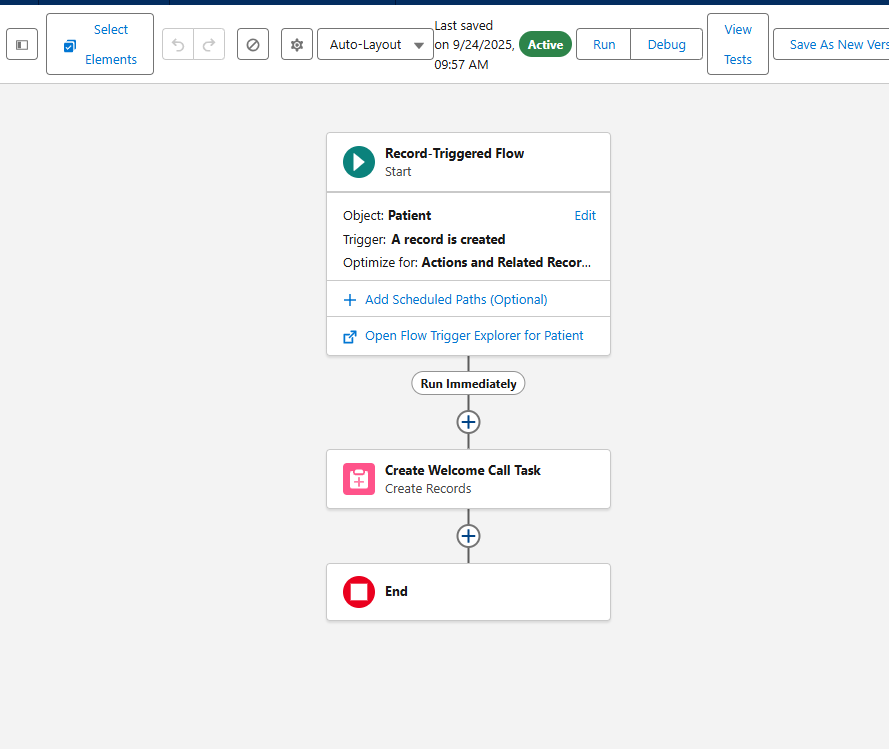 Select
Elements
Auto-Layout
Last saved
on 9/24/2025,
09:57 AM
Active
Run
Debug
View
Tests
Save As New Vers
Record-Triggered Flow
Start
Object: Patient
Edit
Trigger: A record is created
Optimize for: Actions and Related Recor...
Add Scheduled Paths (Optional)
Open Flow Trigger Explorer for Patient
Run Immediately
Create Welcome Call Task
Create Records
End